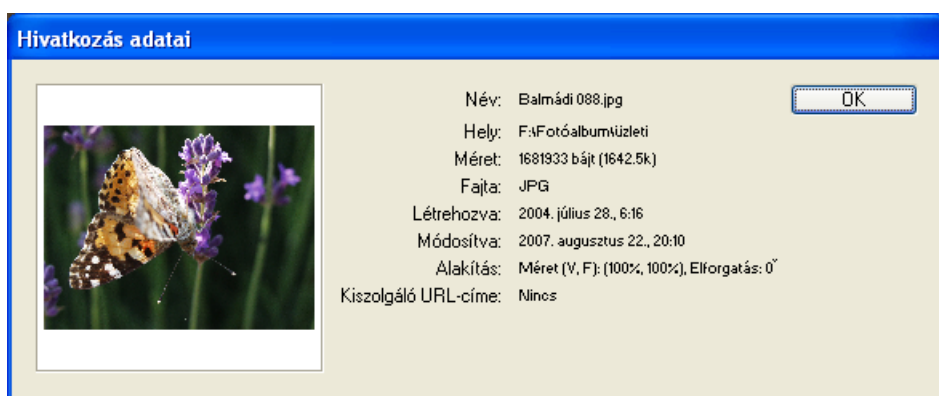 Hivatkozás adatai
Név: Balmádi 088.jpg
OK
Hely: F:\Fotóalbum\üzleti
Méret: 1681933 bájt (1642.5k)
Fajta: JPG
Létrehozva: 2004. július 28., 6:16
Módosítva: 2007. augusztus 22., 20:10
Alakítás: Méret (V, F): (100%, 100%), Elforgatás: 0˚
Kiszolgáló URL-címe: Nincs